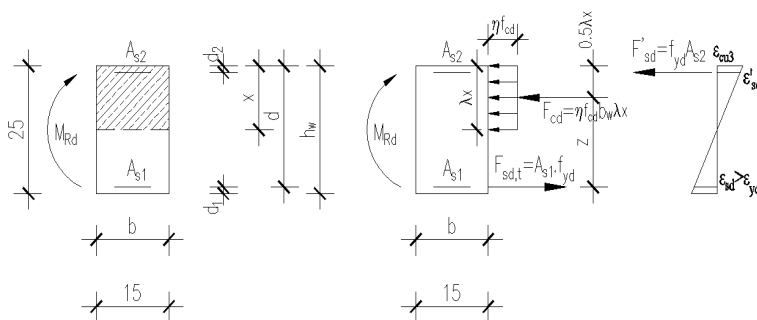 A_s2
M_Rd
A_s1
25
b
15
d_2
x
d
h_w
d_1
ηf_cd
A_s2
λx
M_Rd
A_s1
b
15
0.5λx
F_cd=ηf_cd b_w λx
z
F_sd,t=A_s1.f_yd
F'_sd=f_yd A_s2
ε_cu3
ε'_sd
ε_sd>ε_yd